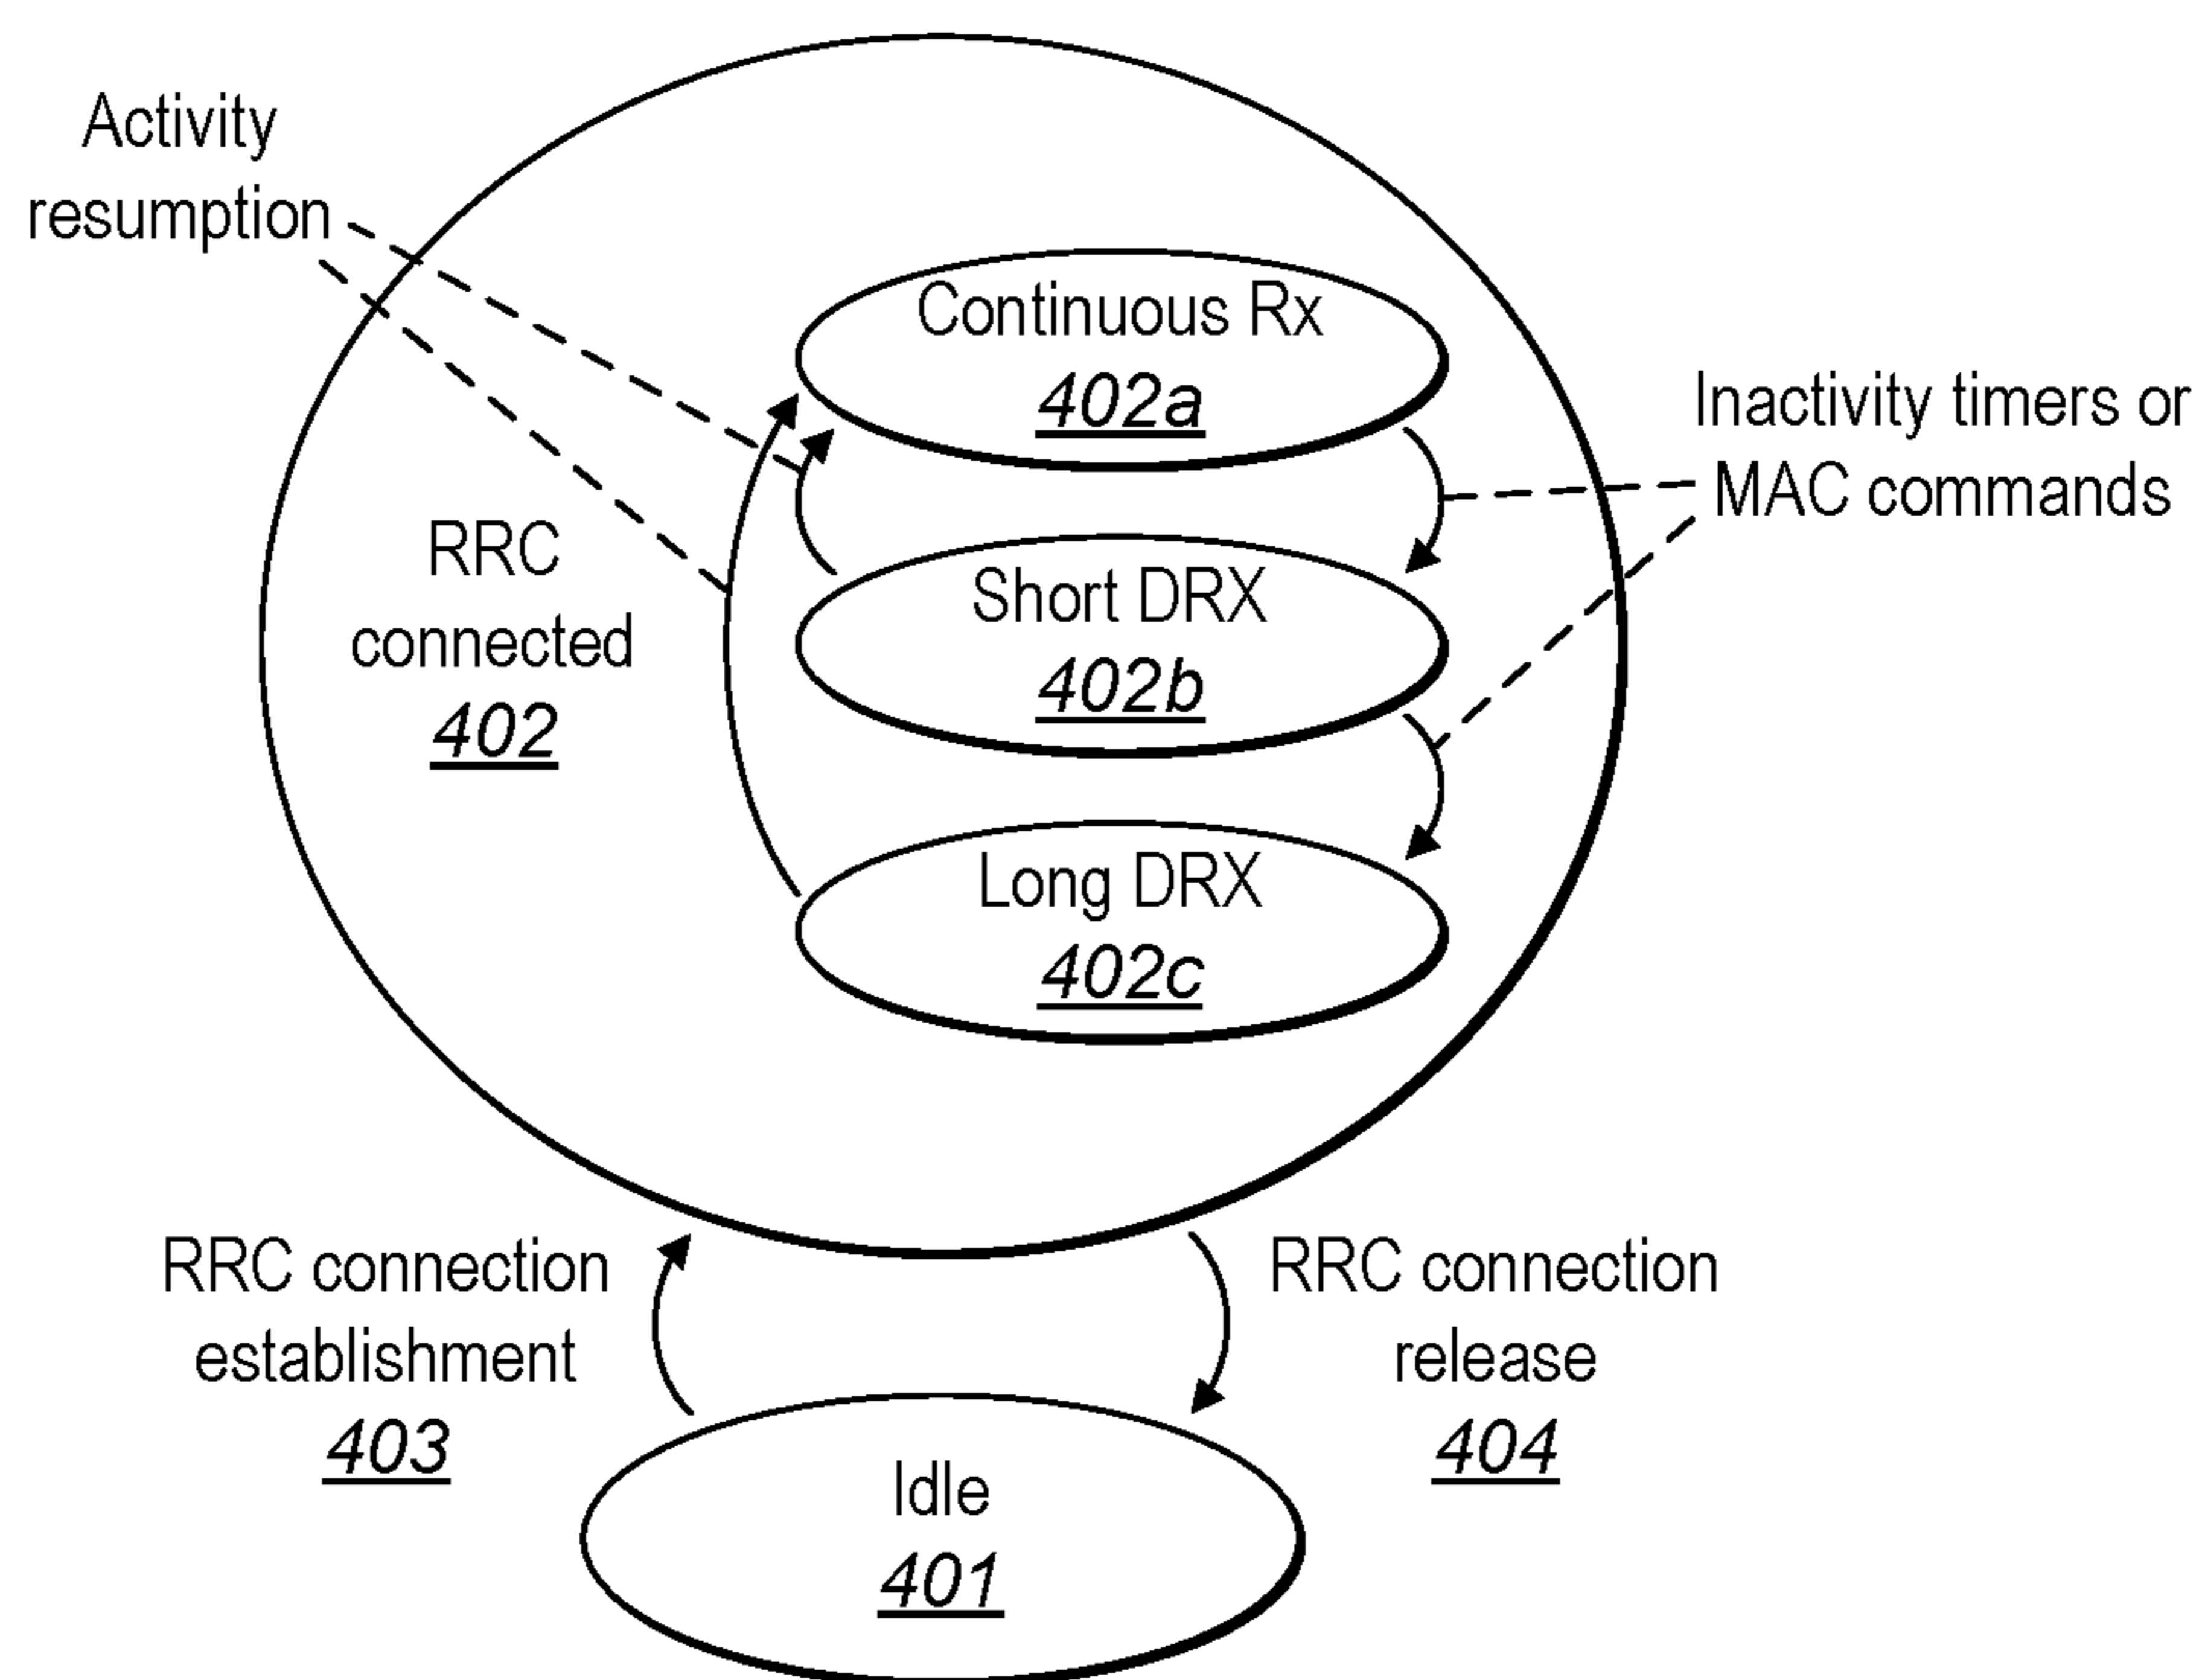 Activity
resumption
Continuous Rx
402a
Inactivity timers or
MAC commands
RRC
connected
402
Short DRX
402b
Long DRX
402c
RRC connection
establishment
403
RRC connection
release
404
Idle
401